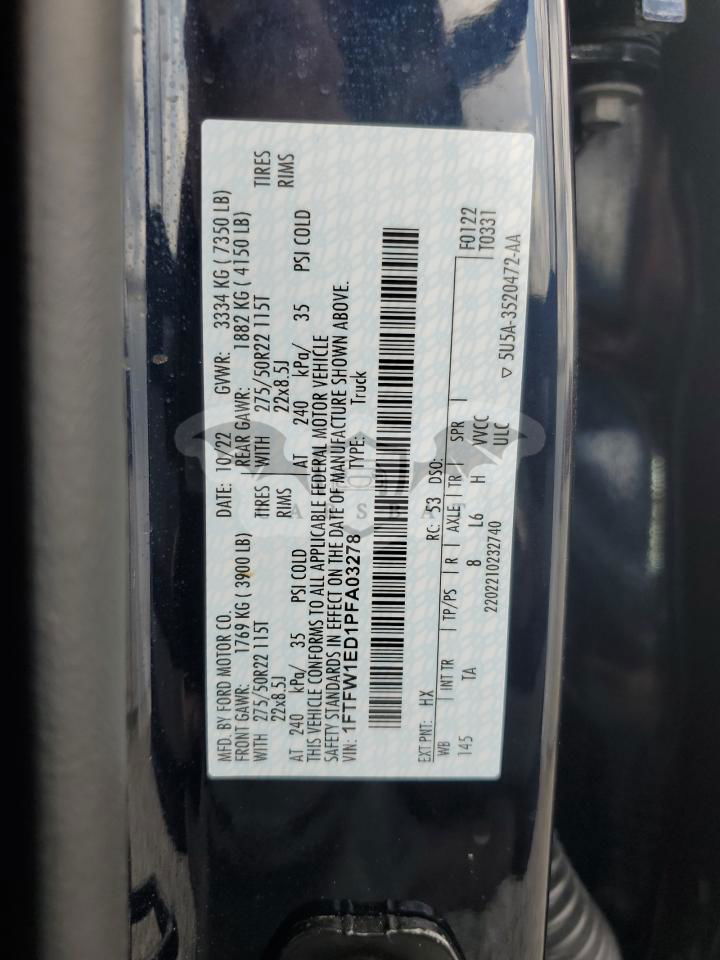 MFD. BY FORD MOTOR CO. DATE: 10/22 GVWR: 3334 KG ( 7350 LB)
FRONT GAWR: 1769 KG ( 3900 LB) REAR GAWR: 1882 KG ( 4150 LB)
WITH 275/50R22 115T TIRES WITH 275/50R22 115T TIRES
22x8.5J RIMS 22x8.5J RIMS
AT 240 kPa/ 35 PSI COLD AT 240 kPa/ 35 PSI COLD
THIS VEHICLE CONFORMS TO ALL APPLICABLE FEDERAL MOTOR VEHICLE
SAFETY STANDARDS IN EFFECT ON THE DATE OF MANUFACTURE SHOWN ABOVE.
VIN: 1FTFW1ED1PFA03278 TYPE: Truck
EXT PNT: HX RC: 53 DSO: F0122
WB INT TR TP/PS R AXLE TR SPR T0331
145 TA 8 L6 H VVCC
ULC
2202210232740 ▽ 5U5A-3520472-AA